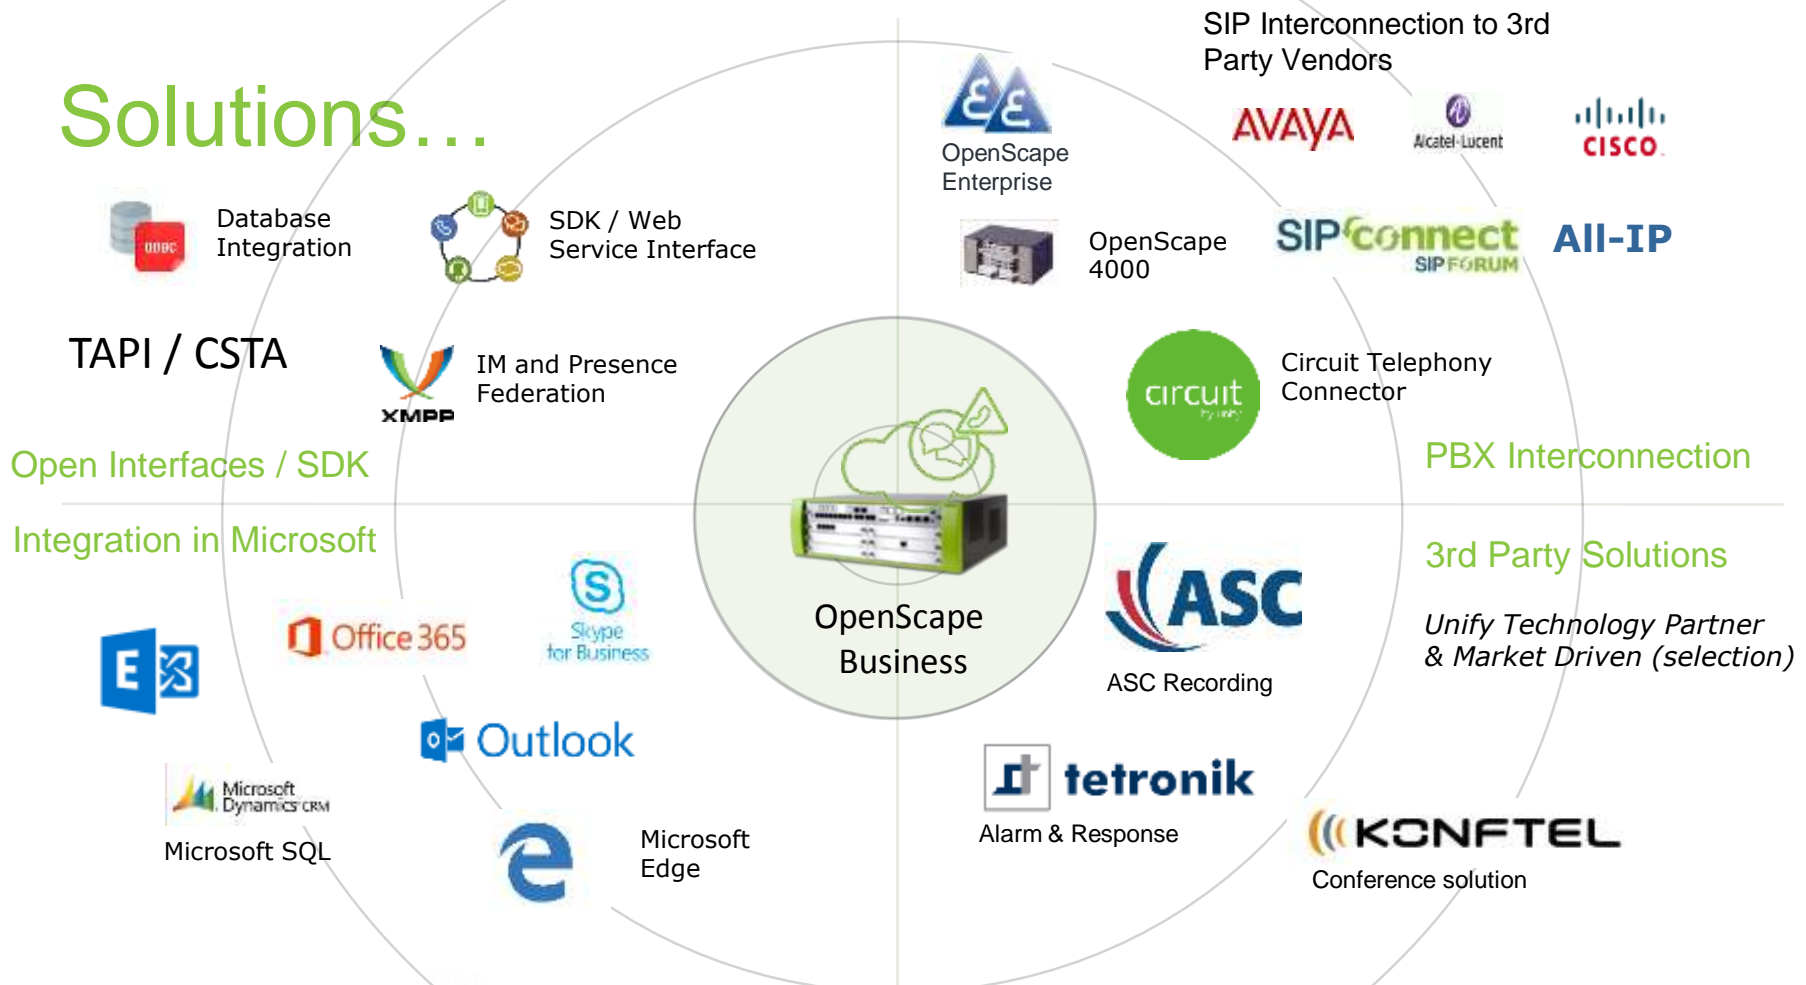 Solutions…
Database
Integration
ODBC
SDK / Web
Service Interface
TAPI / CSTA
XMPP
IM and Presence
Federation
Open Interfaces / SDK
SIP Interconnection to 3rd
Party Vendors
OpenScape
Enterprise
AVAYA
Alcatel·Lucent
CISCO
OpenScape
4000
SIPconnect
SIP FORUM
All-IP
circuit
by unify
Circuit Telephony
Connector
PBX Interconnection
OpenScape
Business
Integration in Microsoft
E
Office 365
S
Skype
for Business
Outlook
Microsoft
Dynamics CRM
Microsoft SQL
Microsoft
Edge
3rd Party Solutions
Unify Technology Partner
& Market Driven (selection)
ASC
ASC Recording
tetronik
Alarm & Response
KONFTEL
Conference solution